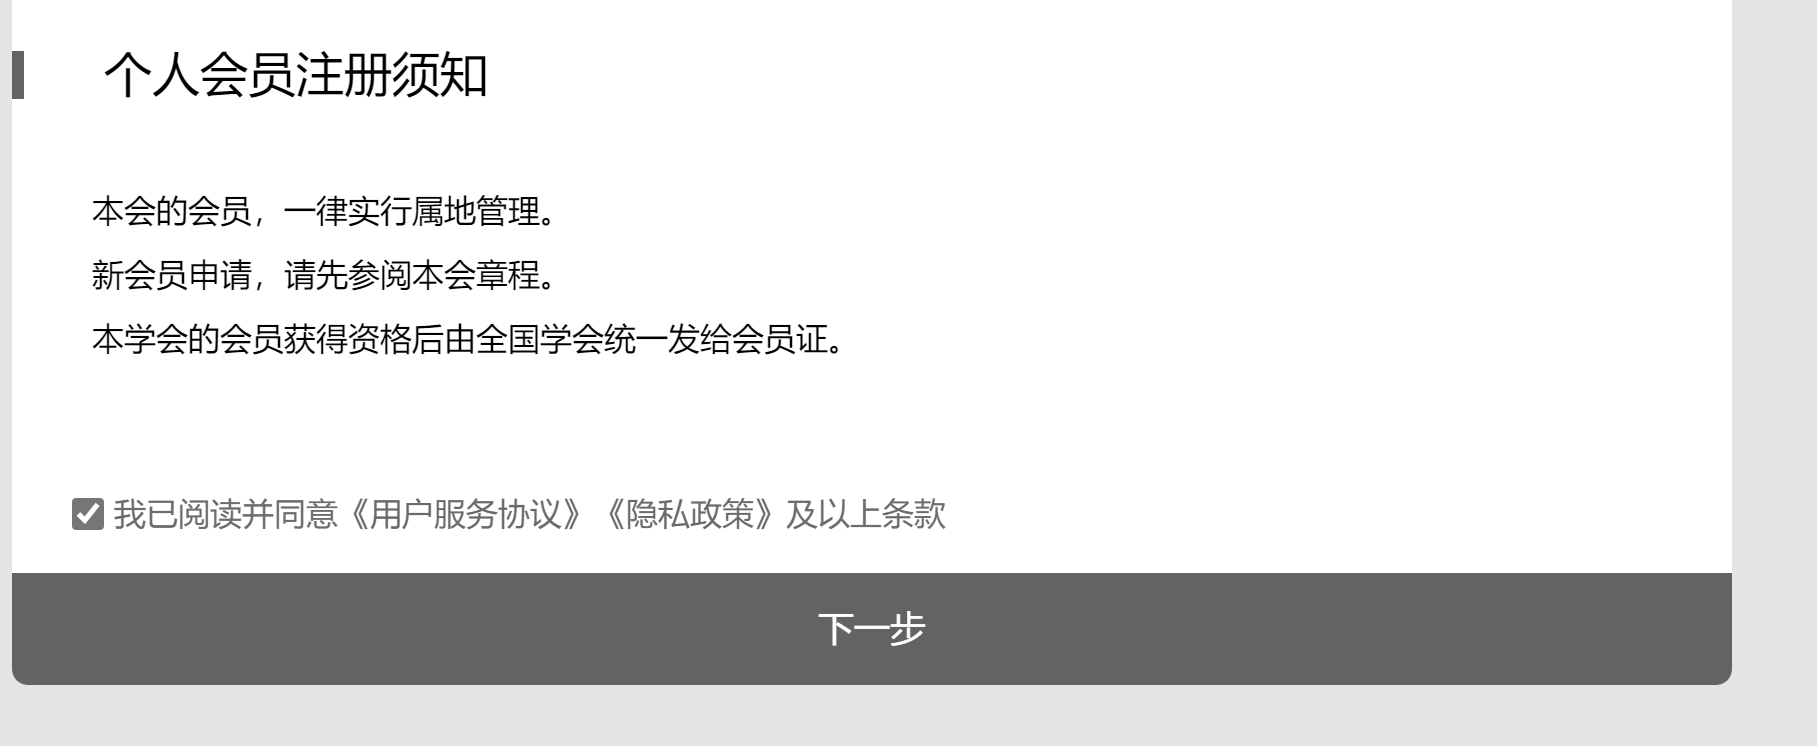 个人会员注册须知
本会的会员，一律实行属地管理。
新会员申请，请先参阅本会章程。
本学会的会员获得资格后由全国学会统一发给会员证。
我已阅读并同意《用户服务协议》《隐私政策》及以上条款
下一步